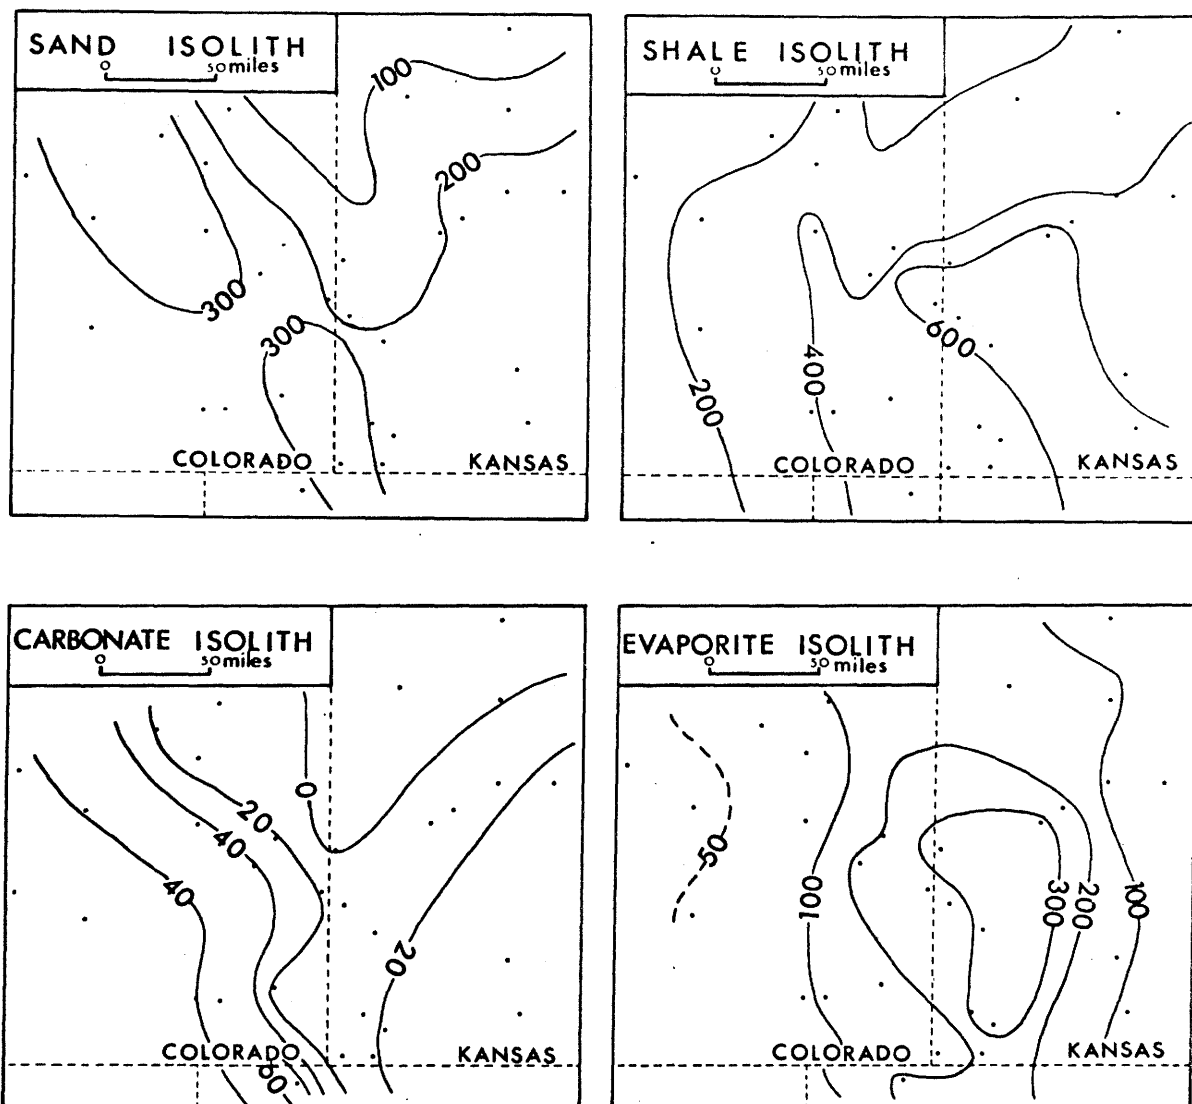 SAND ISOLITH
0 50 miles
100
200
300
300
COLORADO KANSAS
SHALE ISOLITH
0 50 miles
200
400
600
COLORADO KANSAS
CARBONATE ISOLITH
0 50 miles
0
20
40
40
20
COLORADO KANSAS
60
EVAPORITE ISOLITH
0 50 miles
50
100
300
200
100
COLORADO KANSAS